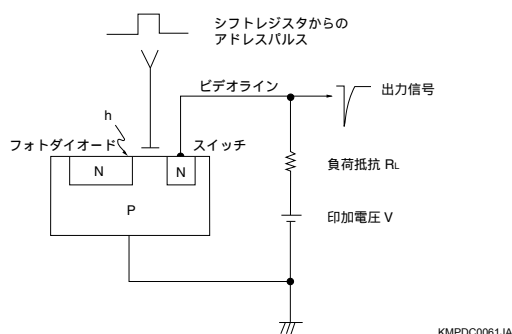 シフトレジスタからの
アドレスパルス
ビデオライン
出力信号
h
フォトダイオード
スイッチ
N
N
負荷抵抗 RL
P
印加電圧 V
KMPDC0061JA